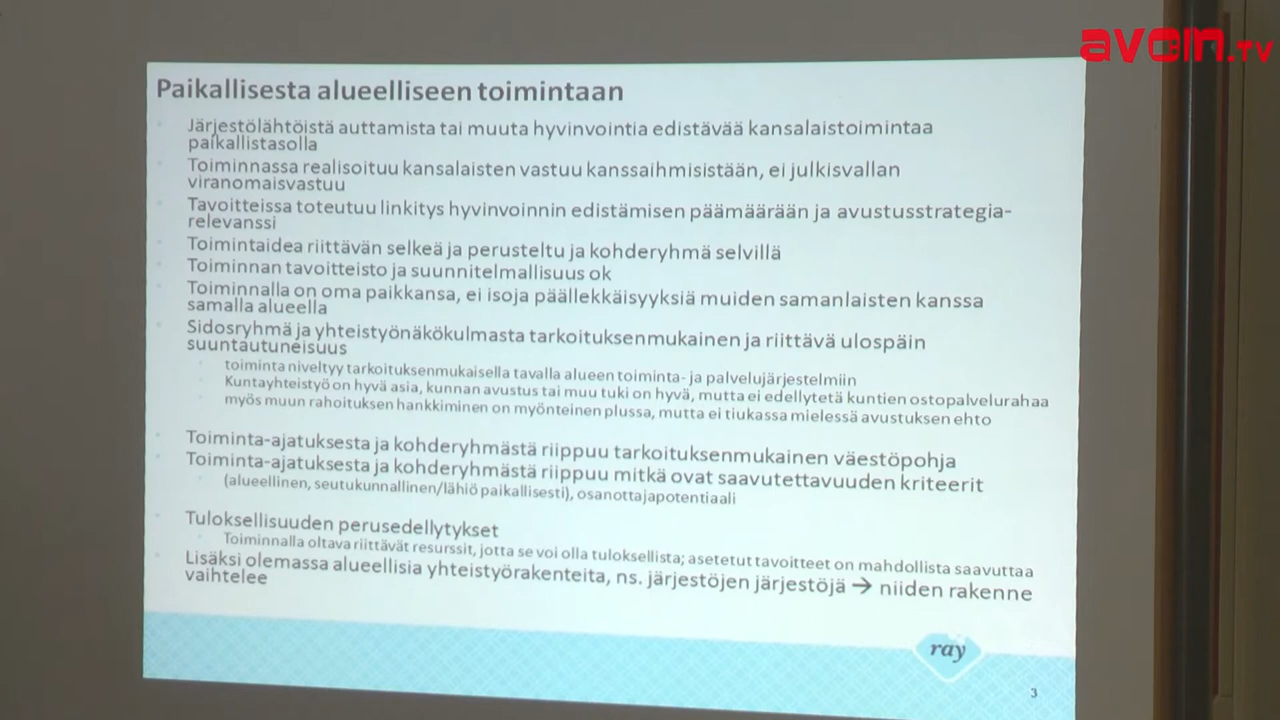 avoin.tv
Paikallisesta alueelliseen toimintaan
Järjestölähtöistä auttamista tai muuta hyvinvointia edistävää kansalaistoimintaa
paikallistasolla
Toiminnassa realisoituu kansalaisten vastuu kanssaihmisistään, ei julkisvallan
viranomaisvastuu
Tavoitteissa toteutuu linkitys hyvinvoinnin edistämisen päämäärään ja avustusstrategia-
relevanssi
Toimintaidea riittävän selkeä ja perusteltu ja kohderyhmä selvillä
Toiminnan tavoitteisto ja suunnitelmallisuus ok
Toiminnalla on oma paikkansa, ei isoja päällekkäisyyksiä muiden samanlaisten kanssa
samalla alueella
Sidosryhmä ja yhteistyönäkökulmasta tarkoituksenmukainen ja riittävä ulospäin
suuntautuneisuus
toiminta niveltyy tarkoituksenmukaisella tavalla alueen toiminta- ja palvelujärjestelmiin
Kuntayhteistyö on hyvä asia, kunnan avustus tai muu tuki on hyvä, mutta ei edellytetä kuntien ostopalvelurahaa
myös muun rahoituksen hankkiminen on myönteinen plussa, mutta ei tiukassa mielessä avustuksen ehto
Toiminta-ajatuksesta ja kohderyhmästä riippuu tarkoituksenmukainen väestöpohja
Toiminta-ajatuksesta ja kohderyhmästä riippuu mitkä ovat saavutettavuuden kriteerit
(alueellinen, seutukunnallinen/lähiö paikallisesti), osanottajapotentiaali
Tuloksellisuuden perusedellytykset
Toiminnalla oltava riittävät resurssit, jotta se voi olla tuloksellista; asetetut tavoitteet on mahdollista saavuttaa
Lisäksi olemassa alueellisia yhteistyörakenteita, ns. järjestöjen järjestöjä → niiden rakenne
vaihtelee
ray
3